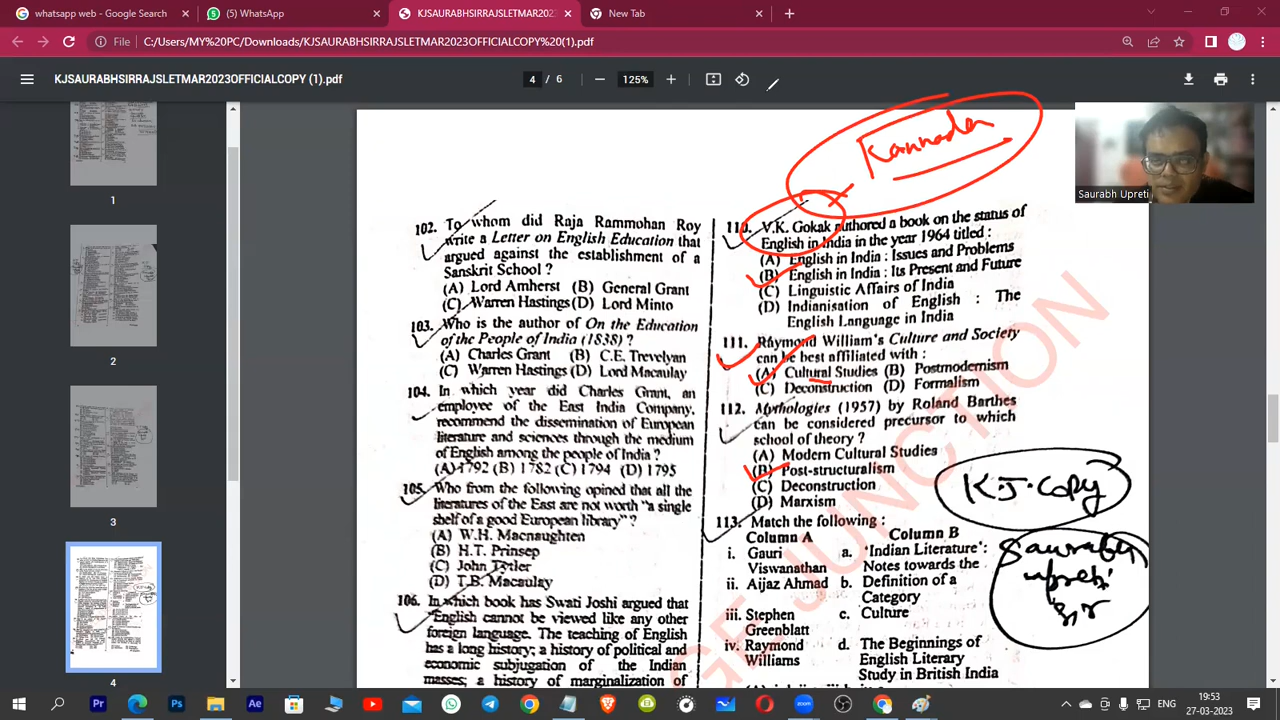 whatsapp web - Google Search
(5) WhatsApp
KJSAURABHSIRRAJSLETMAR2023
New Tab
File
C:/Users/MY%20PC/Downloads/KJSAURABHSIRRAJSLETMAR2023OFFICIALCOPY%20(1).pdf
KJSAURABHSIRRAJSLETMAR2023OFFICIALCOPY (1).pdf
4 / 6
125%
1
2
3
4
Saurabh Upreti
Kannada
102. To whom did Raja Rammohan Roy
write a Letter on English Education that
argued against the establishment of a
Sanskrit School ?
(A) Lord Amherst (B) General Grant
(C) Warren Hastings (D) Lord Minto
103. Who is the author of On the Education
of the People of India (1838) ?
(A) Charles Grant (B) C.E. Trevelyan
(C) Warren Hastings (D) Lord Macaulay
104. In which year did Charles Grant, an
employee of the East India Company,
recommend the dissemination of European
literature and sciences through the medium
of English among the people of India ?
(A) 1792 (B) 1782 (C) 1794 (D) 1795
105. Who from the following opined that all the
literatures of the East are not worth "a single
shelf of a good European library" ?
(A) W.H. Macnaughten
(B) H.T. Prinsep
(C) John Tytler
(D) T.B. Macaulay
106. In which book has Swati Joshi argued that
English cannot be viewed like any other
foreign language. The teaching of English
has a long history; a history of political and
economic subjugation of the Indian
masses; a history of marginalization of
110. V.K. Gokak authored a book on the status of
English in India in the year 1964 titled :
(A) English in India : Issues and Problems
(B) English in India : Its Present and Future
(C) Linguistic Affairs of India
(D) Indianisation of English : The
English Language in India
111. Raymond William's Culture and Society
can be best affiliated with :
(A) Cultural Studies (B) Postmodernism
(C) Deconstruction (D) Formalism
112. Mythologies (1957) by Roland Barthes
can be considered precursor to which
school of theory ?
(A) Modern Cultural Studies
(B) Post-structuralism
(C) Deconstruction
(D) Marxism
113. Match the following :
Column A Column B
i. Gauri a. 'Indian Literature':
Viswanathan Notes towards the
ii. Aijaz Ahmad b. Definition of a
Category
iii. Stephen c. Culture
Greenblatt
iv. Raymond d. The Beginnings of
Williams English Literary
Study in British India
K.J. Copy
Saurabh
upreti
Sir
GE JUNCTION
ENG
19:53
27-03-2023